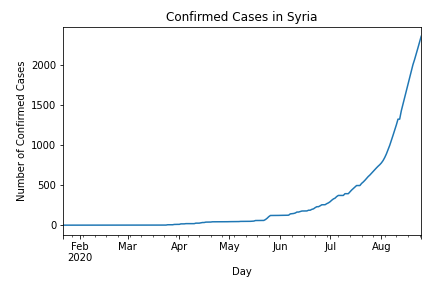 Confirmed Cases in Syria
Number of Confirmed Cases
2000
1500
1000
500
0
Feb Mar Apr May Jun Jul Aug
2020
Day